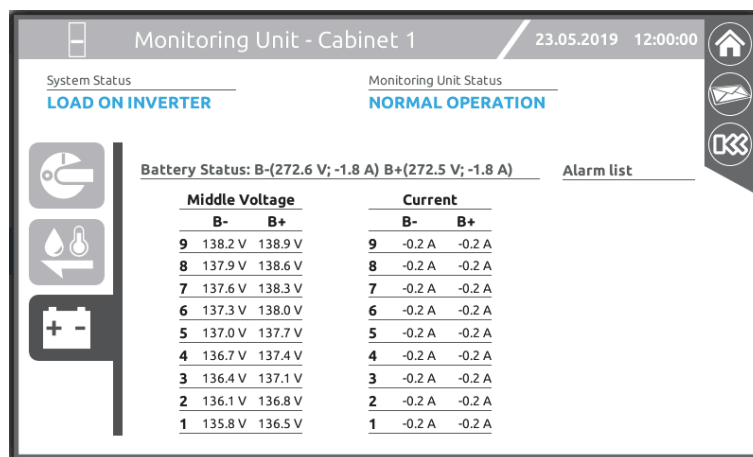 Monitoring Unit - Cabinet 1 23.05.2019 12:00:00
System Status Monitoring Unit Status
LOAD ON INVERTER NORMAL OPERATION
Battery Status: B-(272.6 V; -1.8 A) B+(272.5 V; -1.8 A) Alarm list
Middle Voltage Current
B- B+ B- B+
9 138.2 V 138.9 V 9 -0.2 A -0.2 A
8 137.9 V 138.6 V 8 -0.2 A -0.2 A
7 137.6 V 138.3 V 7 -0.2 A -0.2 A
6 137.3 V 138.0 V 6 -0.2 A -0.2 A
5 137.0 V 137.7 V 5 -0.2 A -0.2 A
4 136.7 V 137.4 V 4 -0.2 A -0.2 A
3 136.4 V 137.1 V 3 -0.2 A -0.2 A
2 136.1 V 136.8 V 2 -0.2 A -0.2 A
1 135.8 V 136.5 V 1 -0.2 A -0.2 A